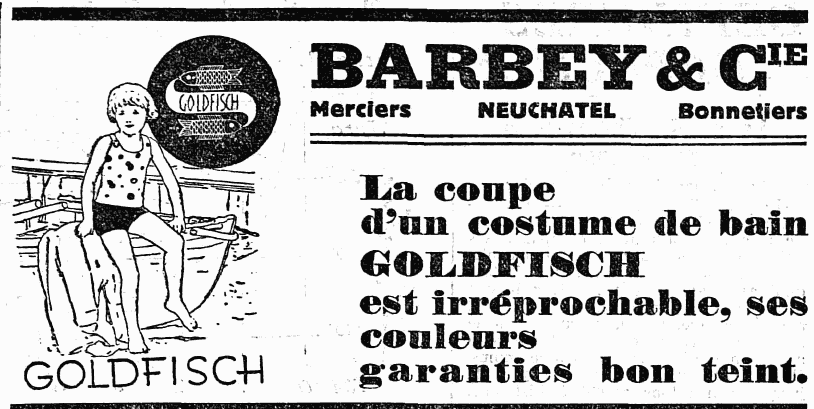 GOLDFISCH
GOLDFISCH
BARBEY & CIE
Merciers NEUCHATEL Bonnetiers
La coupe
d'un costume de bain
GOLDFISCH
est irréprochable, ses
couleurs
garanties bon teint.